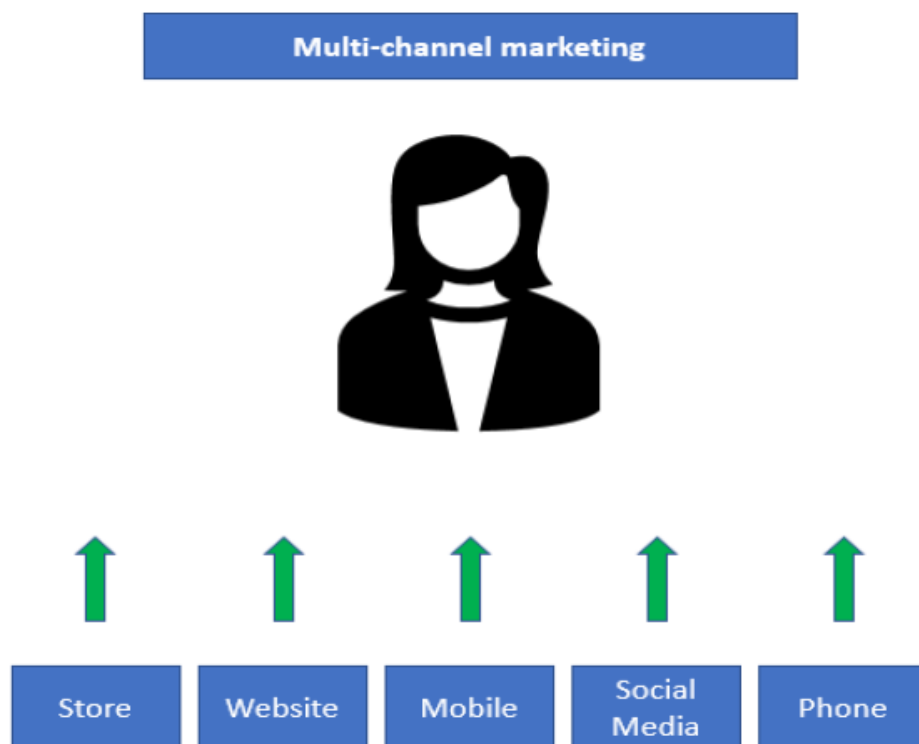 Multi-channel marketing
Store
Website
Mobile
Social
Media
Phone